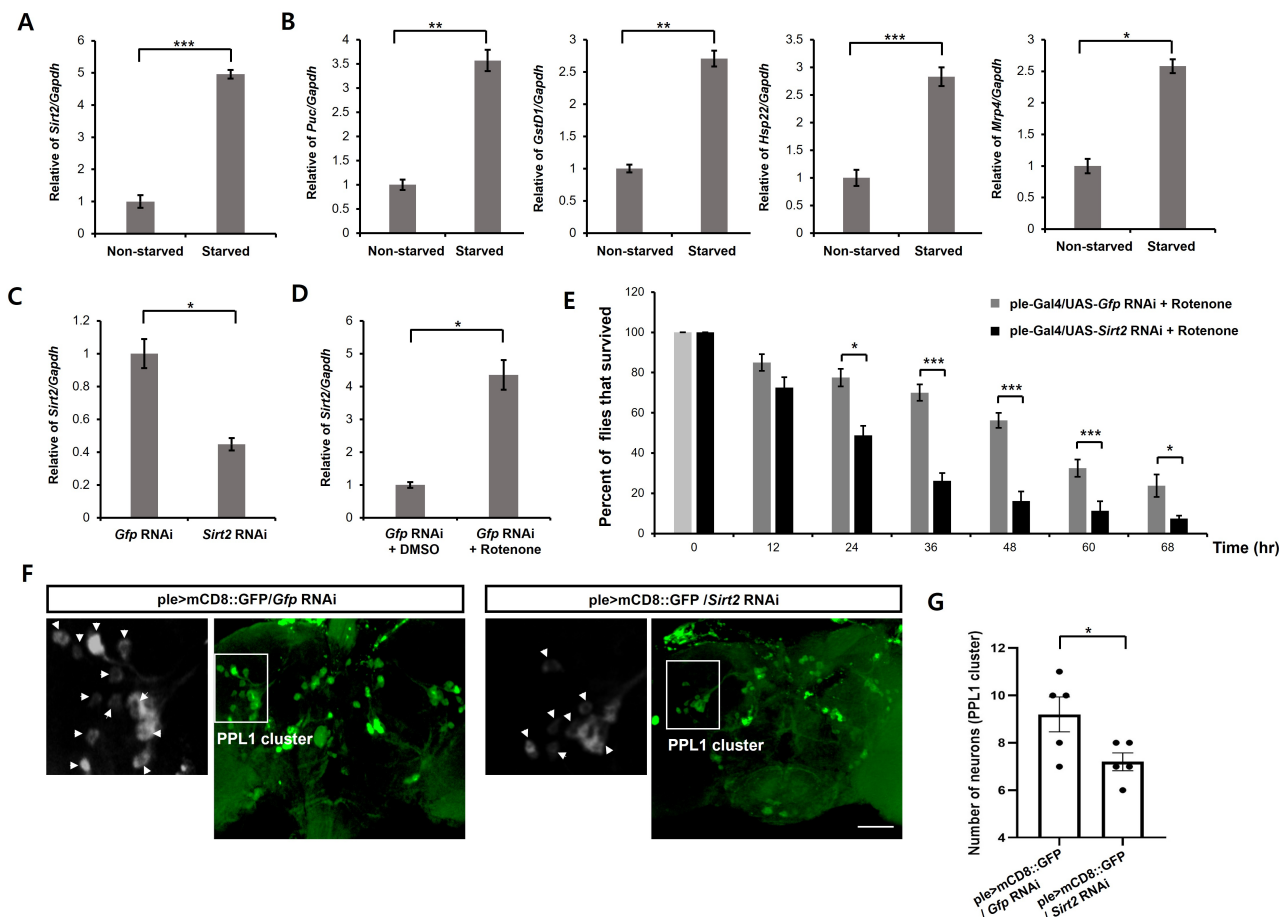 A
B
Relative of Sirt2/Gapdh
6
5
4
3
2
1
0
***
Non-starved Starved
Relative of Puc/Gapdh
4
3.5
3
2.5
2
1.5
1
0.5
0
**
Non-starved Starved
Relative of GstD1/Gapdh
3
2.5
2
1.5
1
0.5
0
**
Non-starved Starved
Relative of Hsp22/Gapdh
3.5
3
2.5
2
1.5
1
0.5
0
***
Non-starved Starved
Relative of Mrp4/Gapdh
3
2.5
2
1.5
1
0.5
0
*
Non-starved Starved
C
Relative of Sirt2/Gapdh
1.2
1
0.8
0.6
0.4
0.2
0
*
Gfp RNAi Sirt2 RNAi
D
Relative of Sirt2/Gapdh
6
5
4
3
2
1
0
*
Gfp RNAi
+ DMSO
Gfp RNAi
+ Rotenone
E
Percent of flies that survived
120
100
80
60
40
20
0
ple-Gal4/UAS-Gfp RNAi + Rotenone
ple-Gal4/UAS-Sirt2 RNAi + Rotenone
*
***
***
***
*
0 12 24 36 48 60 68 Time (hr)
F
ple>mCD8::GFP/Gfp RNAi
ple>mCD8::GFP /Sirt2 RNAi
PPL1 cluster
PPL1 cluster
G
Number of neurons (PPL1 cluster)
12
10
8
6
4
*
ple>mCD8::GFP
/ Gfp RNAi
ple>mCD8::GFP
/ Sirt2 RNAi